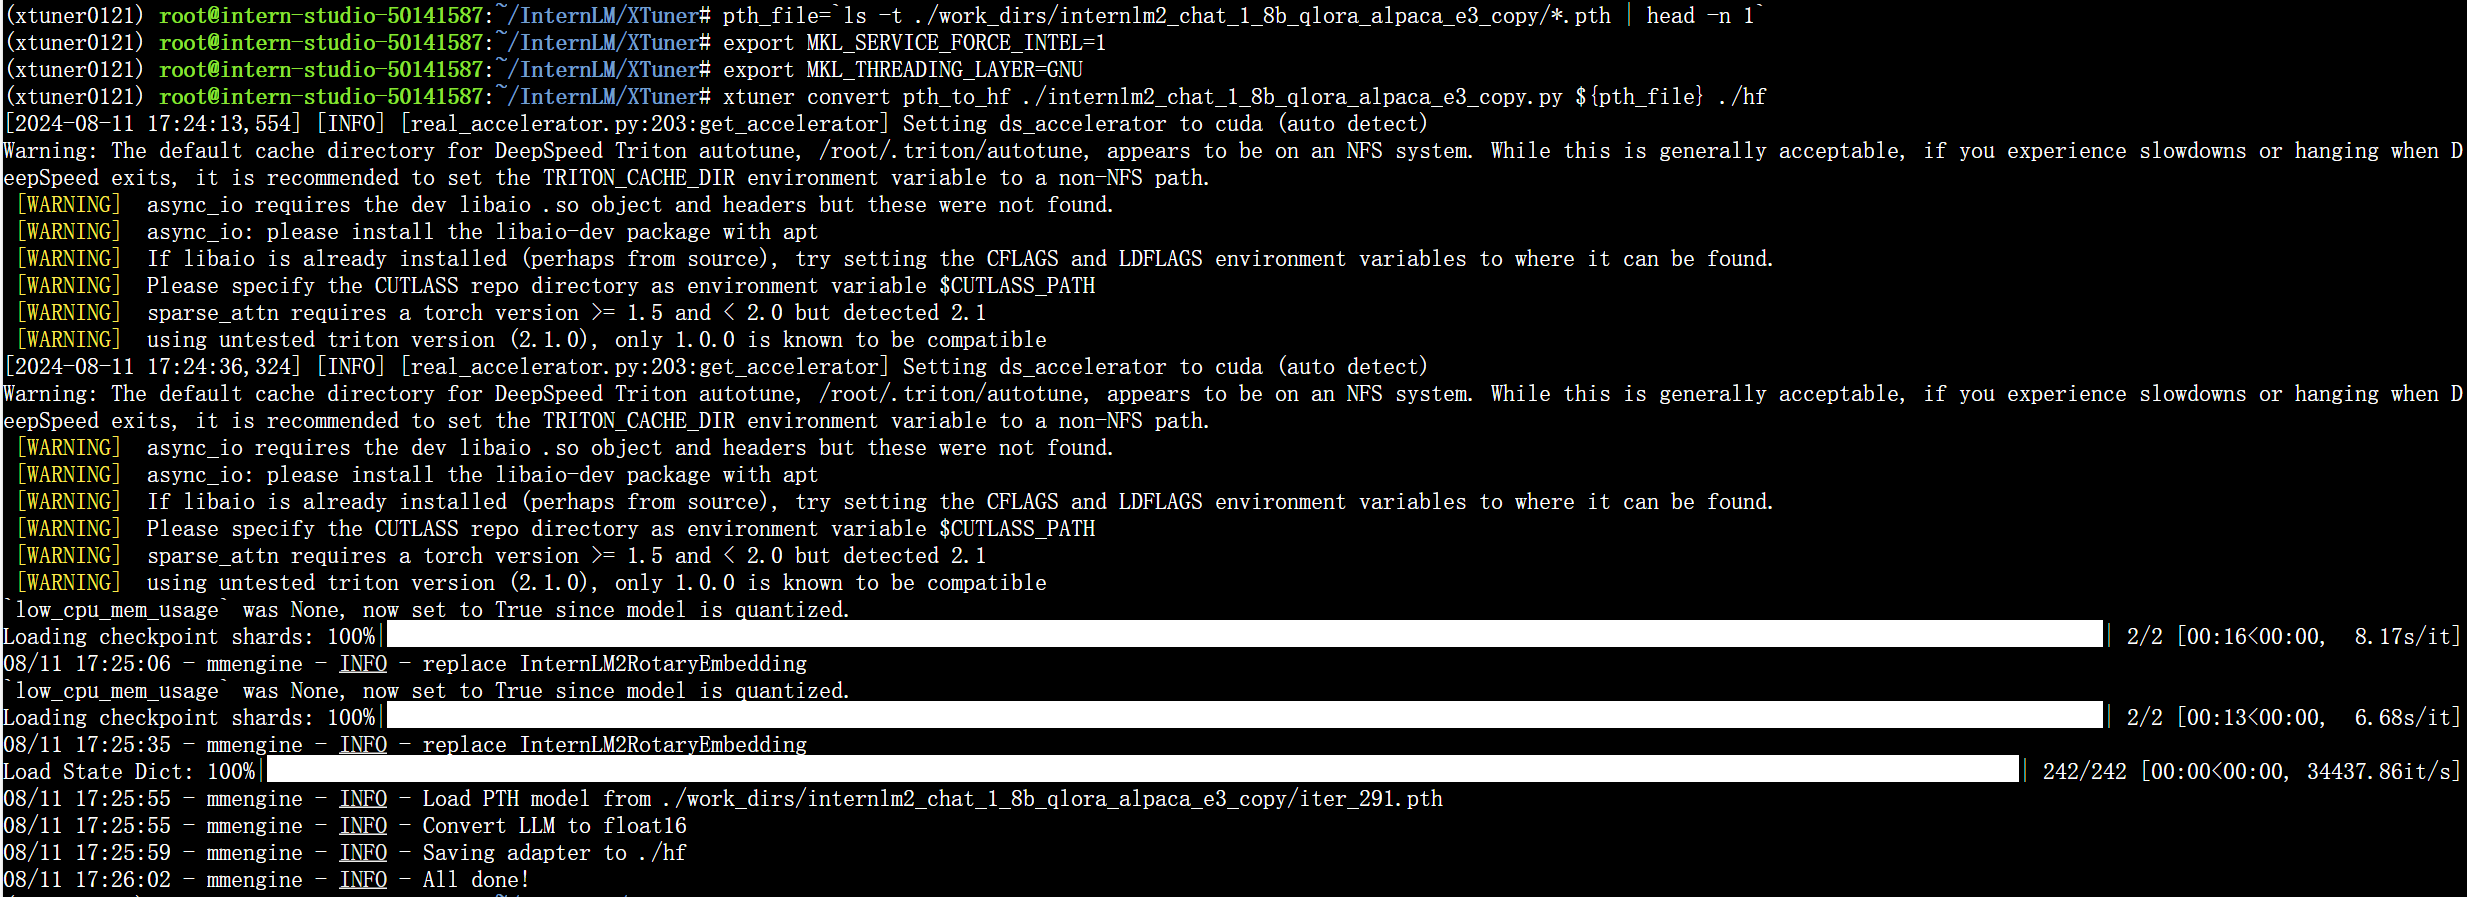 (xtuner0121) root@intern-studio-50141587:~/InternLM/XTuner# pth_file=`ls -t ./work_dirs/internlm2_chat_1_8b_qlora_alpaca_e3_copy/*.pth | head -n 1`
(xtuner0121) root@intern-studio-50141587:~/InternLM/XTuner# export MKL_SERVICE_FORCE_INTEL=1
(xtuner0121) root@intern-studio-50141587:~/InternLM/XTuner# export MKL_THREADING_LAYER=GNU
(xtuner0121) root@intern-studio-50141587:~/InternLM/XTuner# xtuner convert pth_to_hf ./internlm2_chat_1_8b_qlora_alpaca_e3_copy.py ${pth_file} ./hf
[2024-08-11 17:24:13,554] [INFO] [real_accelerator.py:203:get_accelerator] Setting ds_accelerator to cuda (auto detect)
Warning: The default cache directory for DeepSpeed Triton autotune, /root/.triton/autotune, appears to be on an NFS system. While this is generally acceptable, if you experience slowdowns or hanging when D
eepSpeed exits, it is recommended to set the TRITON_CACHE_DIR environment variable to a non-NFS path.
[WARNING]  async_io requires the dev libaio .so object and headers but these were not found.
[WARNING]  async_io: please install the libaio-dev package with apt
[WARNING]  If libaio is already installed (perhaps from source), try setting the CFLAGS and LDFLAGS environment variables to where it can be found.
[WARNING]  Please specify the CUTLASS repo directory as environment variable $CUTLASS_PATH
[WARNING]  sparse_attn requires a torch version >= 1.5 and < 2.0 but detected 2.1
[WARNING]  using untested triton version (2.1.0), only 1.0.0 is known to be compatible
[2024-08-11 17:24:36,324] [INFO] [real_accelerator.py:203:get_accelerator] Setting ds_accelerator to cuda (auto detect)
Warning: The default cache directory for DeepSpeed Triton autotune, /root/.triton/autotune, appears to be on an NFS system. While this is generally acceptable, if you experience slowdowns or hanging when D
eepSpeed exits, it is recommended to set the TRITON_CACHE_DIR environment variable to a non-NFS path.
[WARNING]  async_io requires the dev libaio .so object and headers but these were not found.
[WARNING]  async_io: please install the libaio-dev package with apt
[WARNING]  If libaio is already installed (perhaps from source), try setting the CFLAGS and LDFLAGS environment variables to where it can be found.
[WARNING]  Please specify the CUTLASS repo directory as environment variable $CUTLASS_PATH
[WARNING]  sparse_attn requires a torch version >= 1.5 and < 2.0 but detected 2.1
[WARNING]  using untested triton version (2.1.0), only 1.0.0 is known to be compatible
`low_cpu_mem_usage` was None, now set to True since model is quantized.
Loading checkpoint shards: 100%| | 2/2 [00:16<00:00,  8.17s/it]
08/11 17:25:06 - mmengine - INFO - replace InternLM2RotaryEmbedding
`low_cpu_mem_usage` was None, now set to True since model is quantized.
Loading checkpoint shards: 100%| | 2/2 [00:13<00:00,  6.68s/it]
08/11 17:25:35 - mmengine - INFO - replace InternLM2RotaryEmbedding
Load State Dict: 100%| | 242/242 [00:00<00:00, 34437.86it/s]
08/11 17:25:55 - mmengine - INFO - Load PTH model from ./work_dirs/internlm2_chat_1_8b_qlora_alpaca_e3_copy/iter_291.pth
08/11 17:25:55 - mmengine - INFO - Convert LLM to float16
08/11 17:25:59 - mmengine - INFO - Saving adapter to ./hf
08/11 17:26:02 - mmengine - INFO - All done!